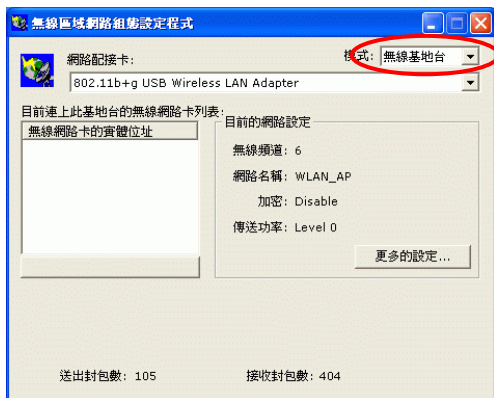 無線區域網路組態設定程式
網路配接卡:
模式: 無線基地台
802.11b+g USB Wireless LAN Adapter
目前連上此基地台的無線網路卡列表:
無線網路卡的實體位址
目前的網路設定
無線頻道: 6
網路名稱: WLAN_AP
加密: Disable
傳送功率: Level 0
更多的設定...
送出封包數: 105
接收封包數: 404